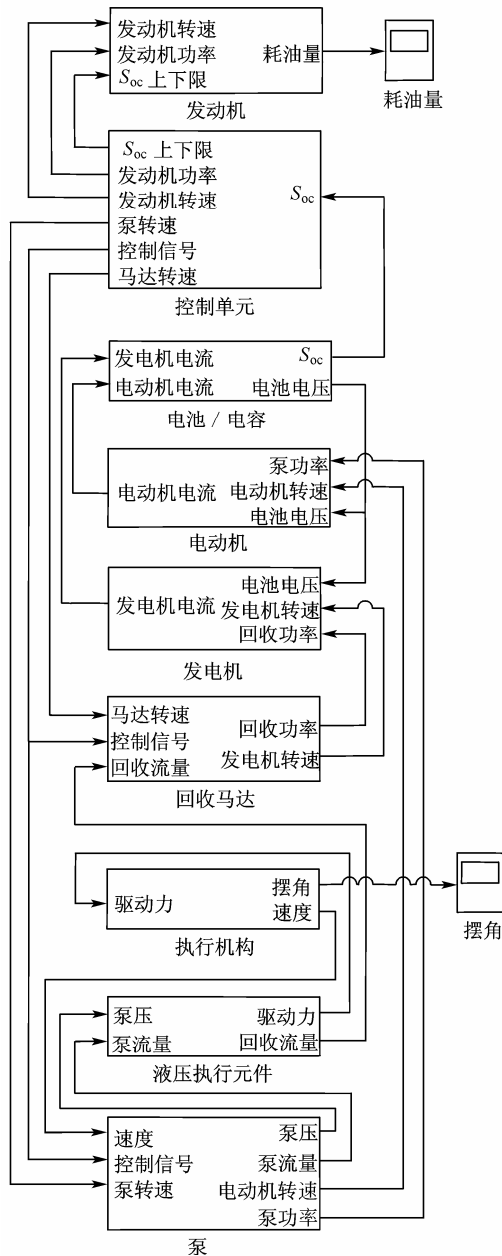 发动机转速
发动机功率
S_oc 上下限
耗油量
发动机
耗油量
S_oc 上下限
发动机功率
发动机转速
泵转速
控制信号
马达转速
S_oc
控制单元
发电机电流
电动机电流
S_oc
电池电压
电池 / 电容
电动机电流
泵功率
电动机转速
电池电压
电动机
发电机电流
电池电压
发电机转速
回收功率
发电机
马达转速
控制信号
回收流量
回收功率
发电机转速
回收马达
驱动力
摆角
速度
执行机构
摆角
泵压
泵流量
驱动力
回收流量
液压执行元件
速度
控制信号
泵转速
泵压
泵流量
电动机转速
泵功率
泵